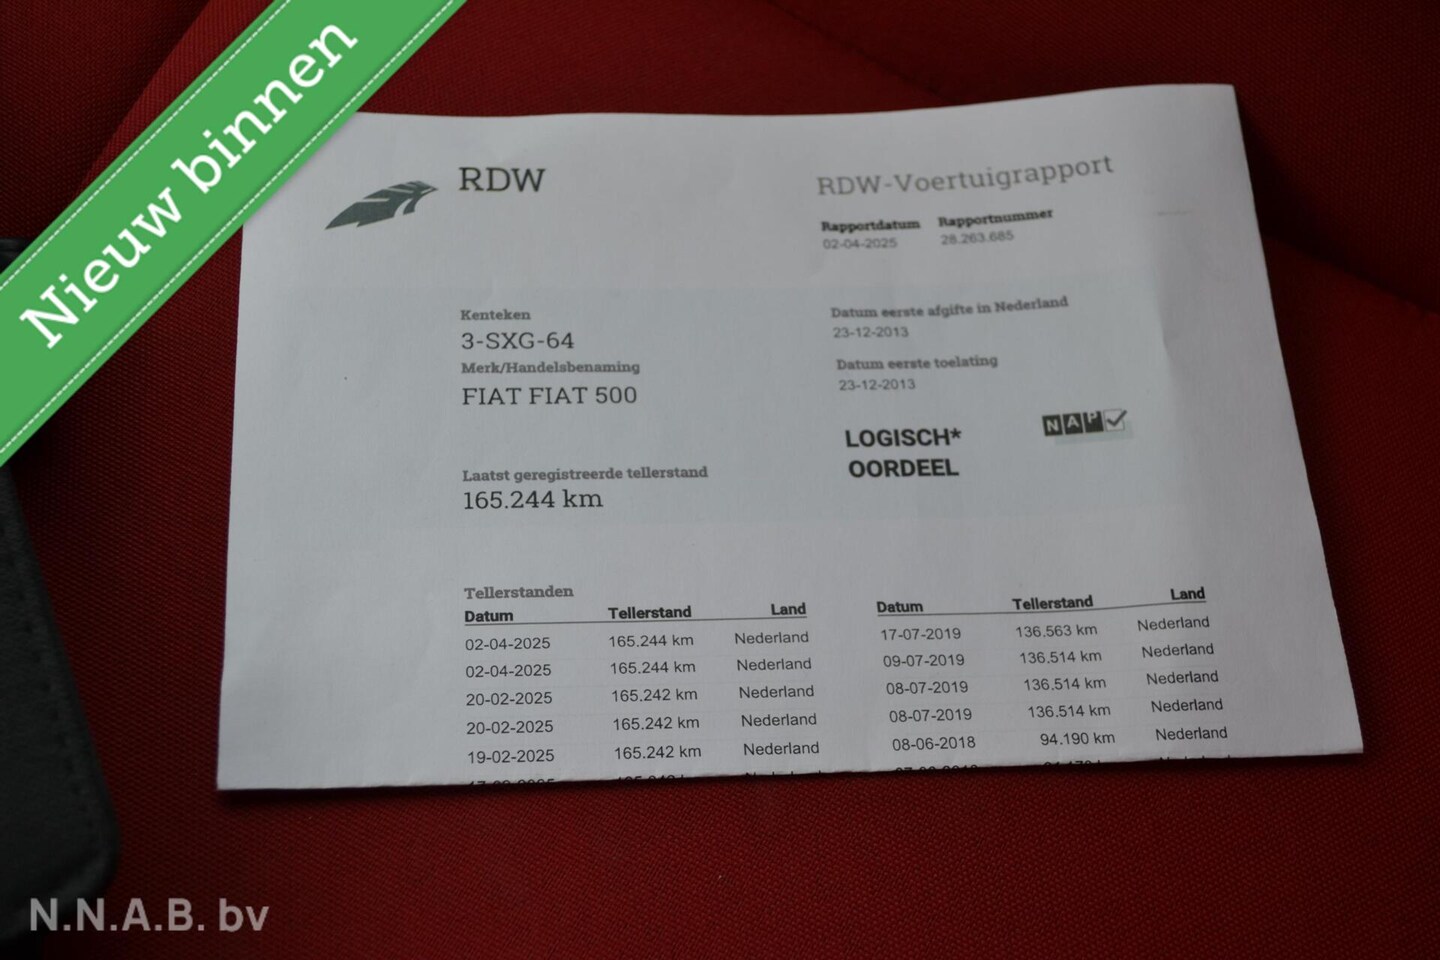 Nieuw binnen
RDW
RDW-Voertuigrapport
Rapportdatum Rapportnummer
02-04-2025 28.263.685
Kenteken
3-SXG-64
Merk/Handelsbenaming
FIAT FIAT 500
Laatst geregistreerde tellerstand
165.244 km
Datum eerste afgifte in Nederland
23-12-2013
Datum eerste toelating
23-12-2013
LOGISCH*
OORDEEL
NAP
Tellerstanden
Datum Tellerstand Land
02-04-2025 165.244 km Nederland
02-04-2025 165.244 km Nederland
20-02-2025 165.242 km Nederland
20-02-2025 165.242 km Nederland
19-02-2025 165.242 km Nederland
Datum Tellerstand Land
17-07-2019 136.563 km Nederland
09-07-2019 136.514 km Nederland
08-07-2019 136.514 km Nederland
08-07-2019 136.514 km Nederland
08-06-2018 94.190 km Nederland
N.N.A.B. bv